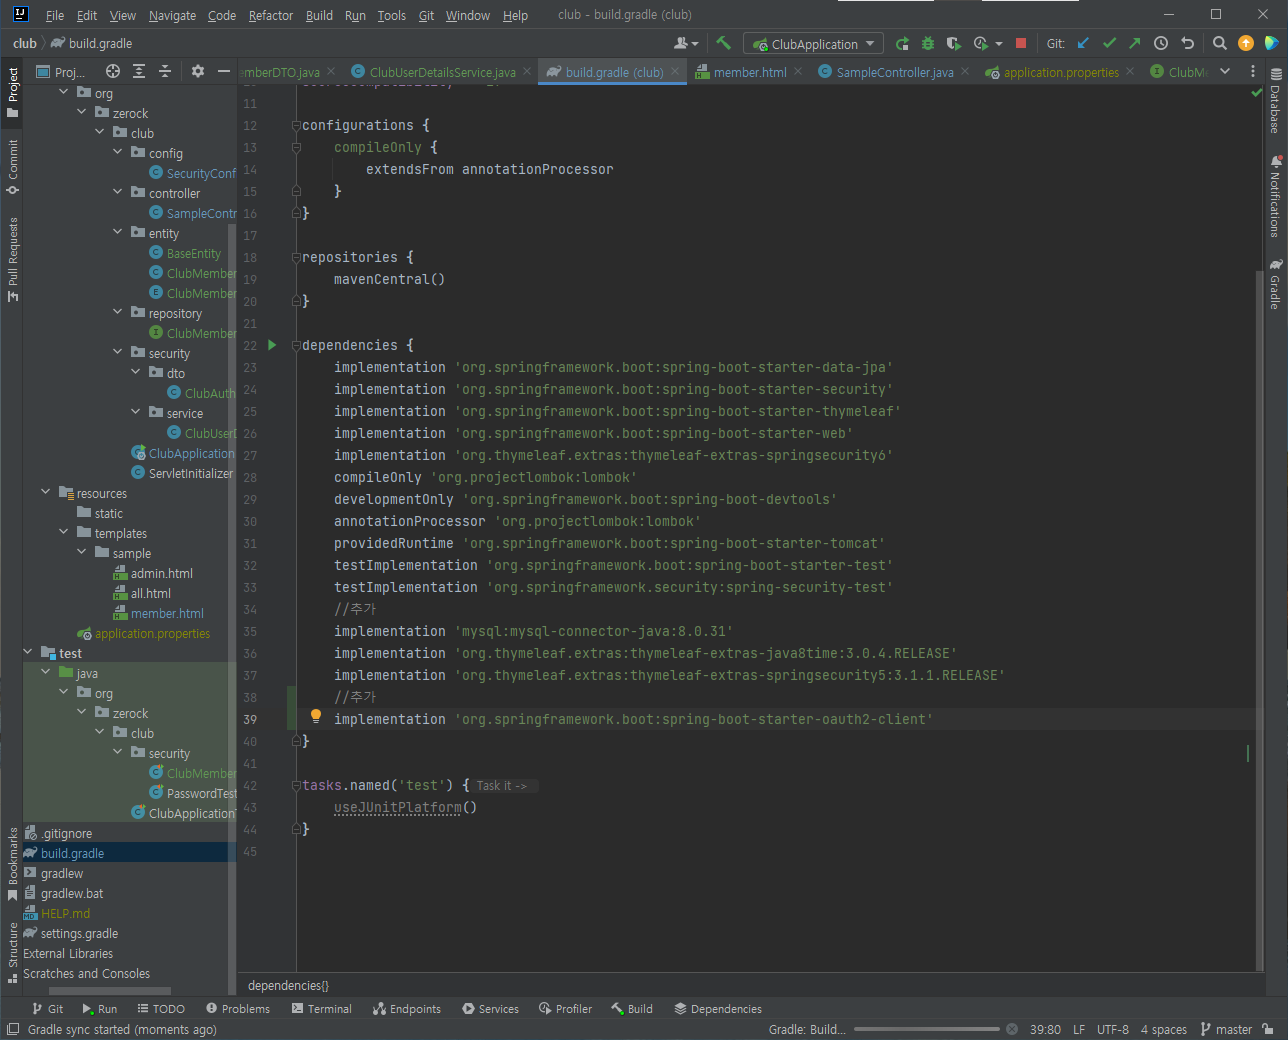 File Edit View Navigate Code Refactor Build Run Tools Git Window Help club - build.gradle (club)
club build.gradle ClubApplication Git:
Proj... emberDTO.java ClubUserDetailsService.java build.gradle (club) member.html SampleController.java application.properties ClubM
Project
Commit
Pull Requests
Bookmarks
Structure
org
zerock
club
config
SecurityConf
controller
SampleContr
entity
BaseEntity
ClubMember
ClubMember
repository
ClubMember
security
dto
ClubAuth
service
ClubUserD
ClubApplication
ServletInitializer
resources
static
templates
sample
admin.html
all.html
member.html
application.properties
test
java
org
zerock
club
security
ClubMember
PasswordTest
ClubApplicationT
.gitignore
build.gradle
gradlew
gradlew.bat
HELP.md
settings.gradle
External Libraries
Scratches and Consoles
11
12 configurations {
13 compileOnly {
14 extendsFrom annotationProcessor
15 }
16 }
17
18 repositories {
19 mavenCentral()
20 }
21
22 dependencies {
23 implementation 'org.springframework.boot:spring-boot-starter-data-jpa'
24 implementation 'org.springframework.boot:spring-boot-starter-security'
25 implementation 'org.springframework.boot:spring-boot-starter-thymeleaf'
26 implementation 'org.springframework.boot:spring-boot-starter-web'
27 implementation 'org.thymeleaf.extras:thymeleaf-extras-springsecurity6'
28 compileOnly 'org.projectlombok:lombok'
29 developmentOnly 'org.springframework.boot:spring-boot-devtools'
30 annotationProcessor 'org.projectlombok:lombok'
31 providedRuntime 'org.springframework.boot:spring-boot-starter-tomcat'
32 testImplementation 'org.springframework.boot:spring-boot-starter-test'
33 testImplementation 'org.springframework.security:spring-security-test'
34 //추가
35 implementation 'mysql:mysql-connector-java:8.0.31'
36 implementation 'org.thymeleaf.extras:thymeleaf-extras-java8time:3.0.4.RELEASE'
37 implementation 'org.thymeleaf.extras:thymeleaf-extras-springsecurity5:3.1.1.RELEASE'
38 //추가
39 implementation 'org.springframework.boot:spring-boot-starter-oauth2-client'
40 }
41
42 tasks.named('test') { Task it ->
43 useJUnitPlatform()
44 }
45
dependencies{}
Database
Notifications
Gradle
Git Run TODO Problems Terminal Endpoints Services Profiler Build Dependencies
Gradle sync started (moments ago) Gradle: Build... 39:80 LF UTF-8 4 spaces master